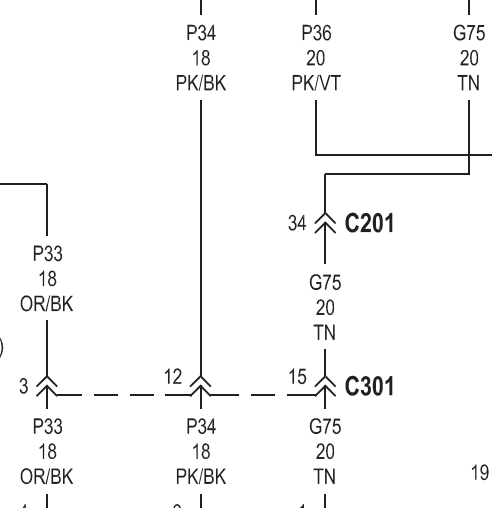 P34
18
PK/BK
P36
20
PK/VT
G75
20
TN
34
C201
P33
18
OR/BK
G75
20
TN
)
3
12
15
C301
P33
18
OR/BK
P34
18
PK/BK
G75
20
TN
19